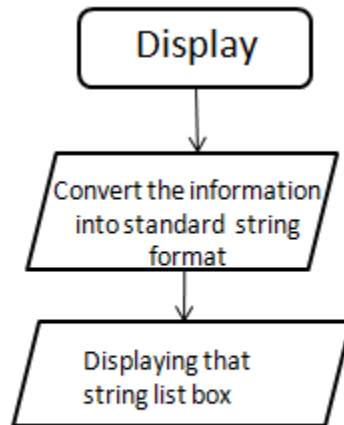 Display
Convert the information
into standard string
format
Displaying that
string list box